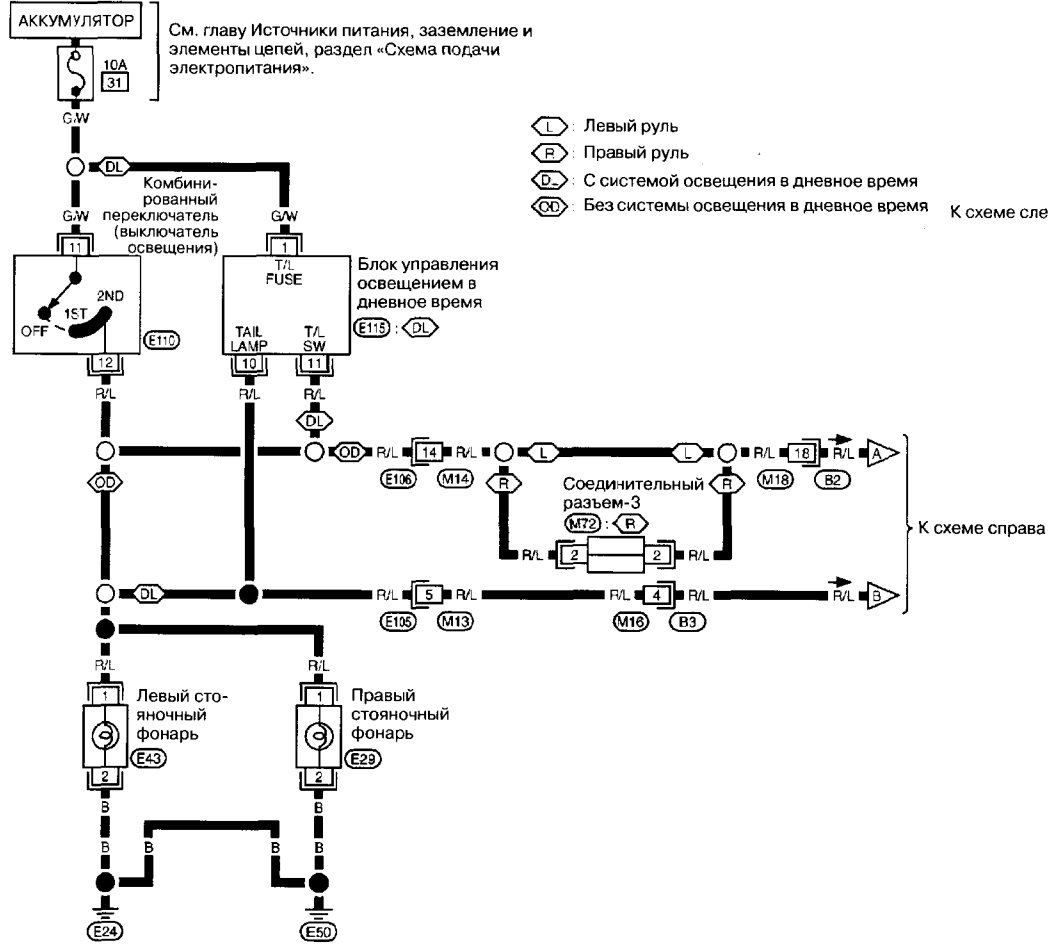 АККУМУЛЯТОР
См. главу Источники питания, заземление и
элементы цепей, раздел «Схема подачи
электропитания».
10A
31
G/W
L : Левый руль
R : Правый руль
DL : С системой освещения в дневное время
OD : Без системы освещения в дневное время
К схеме сле
DL
Комбини-
рованный
переключатель
(выключатель
освещения)
G/W
G/W
11
1
T/L
FUSE
Блок управления
освещением в
дневное время
E115 : DL
2ND
1ST
OFF
E110
TAIL
LAMP
T/L
SW
12
10
11
R/L
R/L
R/L
DL
OD
R/L
14
R/L
L
L
R/L
18
R/L
A
E106
M14
M18
B2
OD
R
R
Соединительный
разъем-3
M72 : R
R/L
2
2
R/L
К схеме справа
DL
R/L
5
R/L
R/L
4
R/L
R/L
B
E105
M13
M16
B3
R/L
R/L
1
1
Левый сто-
яночный
фонарь
E43
Правый
стояночный
фонарь
E29
2
2
B
B
B
B
B
B
E24
E50